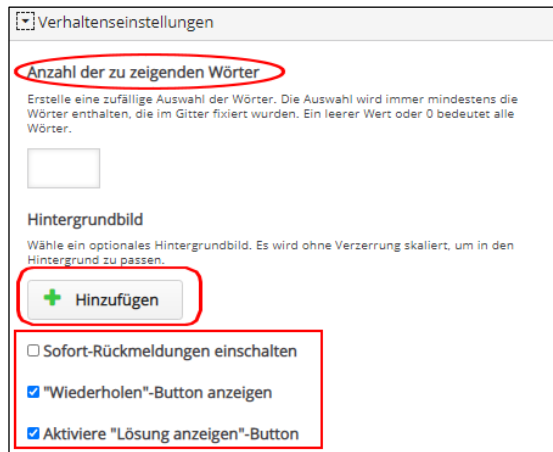 Verhaltenseinstellungen
Anzahl der zu zeigenden Wörter
Erstelle eine zufällige Auswahl der Wörter. Die Auswahl wird immer mindestens die
Wörter enthalten, die im Gitter fixiert wurden. Ein leerer Wert oder 0 bedeutet alle
Wörter.
Hintergrundbild
Wähle ein optionales Hintergrundbild. Es wird ohne Verzerrung skaliert, um in den
Hintergrund zu passen.
Hinzufügen
Sofort-Rückmeldungen einschalten
"Wiederholen"-Button anzeigen
Aktiviere "Lösung anzeigen"-Button